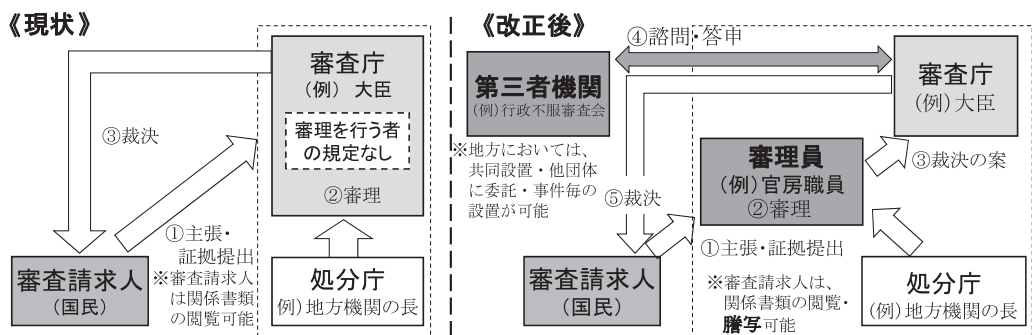 《現状》
審査庁
(例) 大臣
審理を行う者
の規定なし
②審理
③裁決
①主張・
証拠提出
※審査請求人
は関係書類
の閲覧可能
審査請求人
(国民)
処分庁
(例)地方機関の長
《改正後》
④諮問・答申
第三者機関
(例)行政不服審査会
※地方においては、
共同設置・他団体
に委託・事件毎の
設置が可能
審査庁
(例)大臣
審理員
(例)官房職員
②審理
③裁決の案
⑤裁決
①主張・証拠提出
※審査請求人は、
関係書類の閲覧・
謄写可能
審査請求人
(国民)
処分庁
(例)地方機関の長